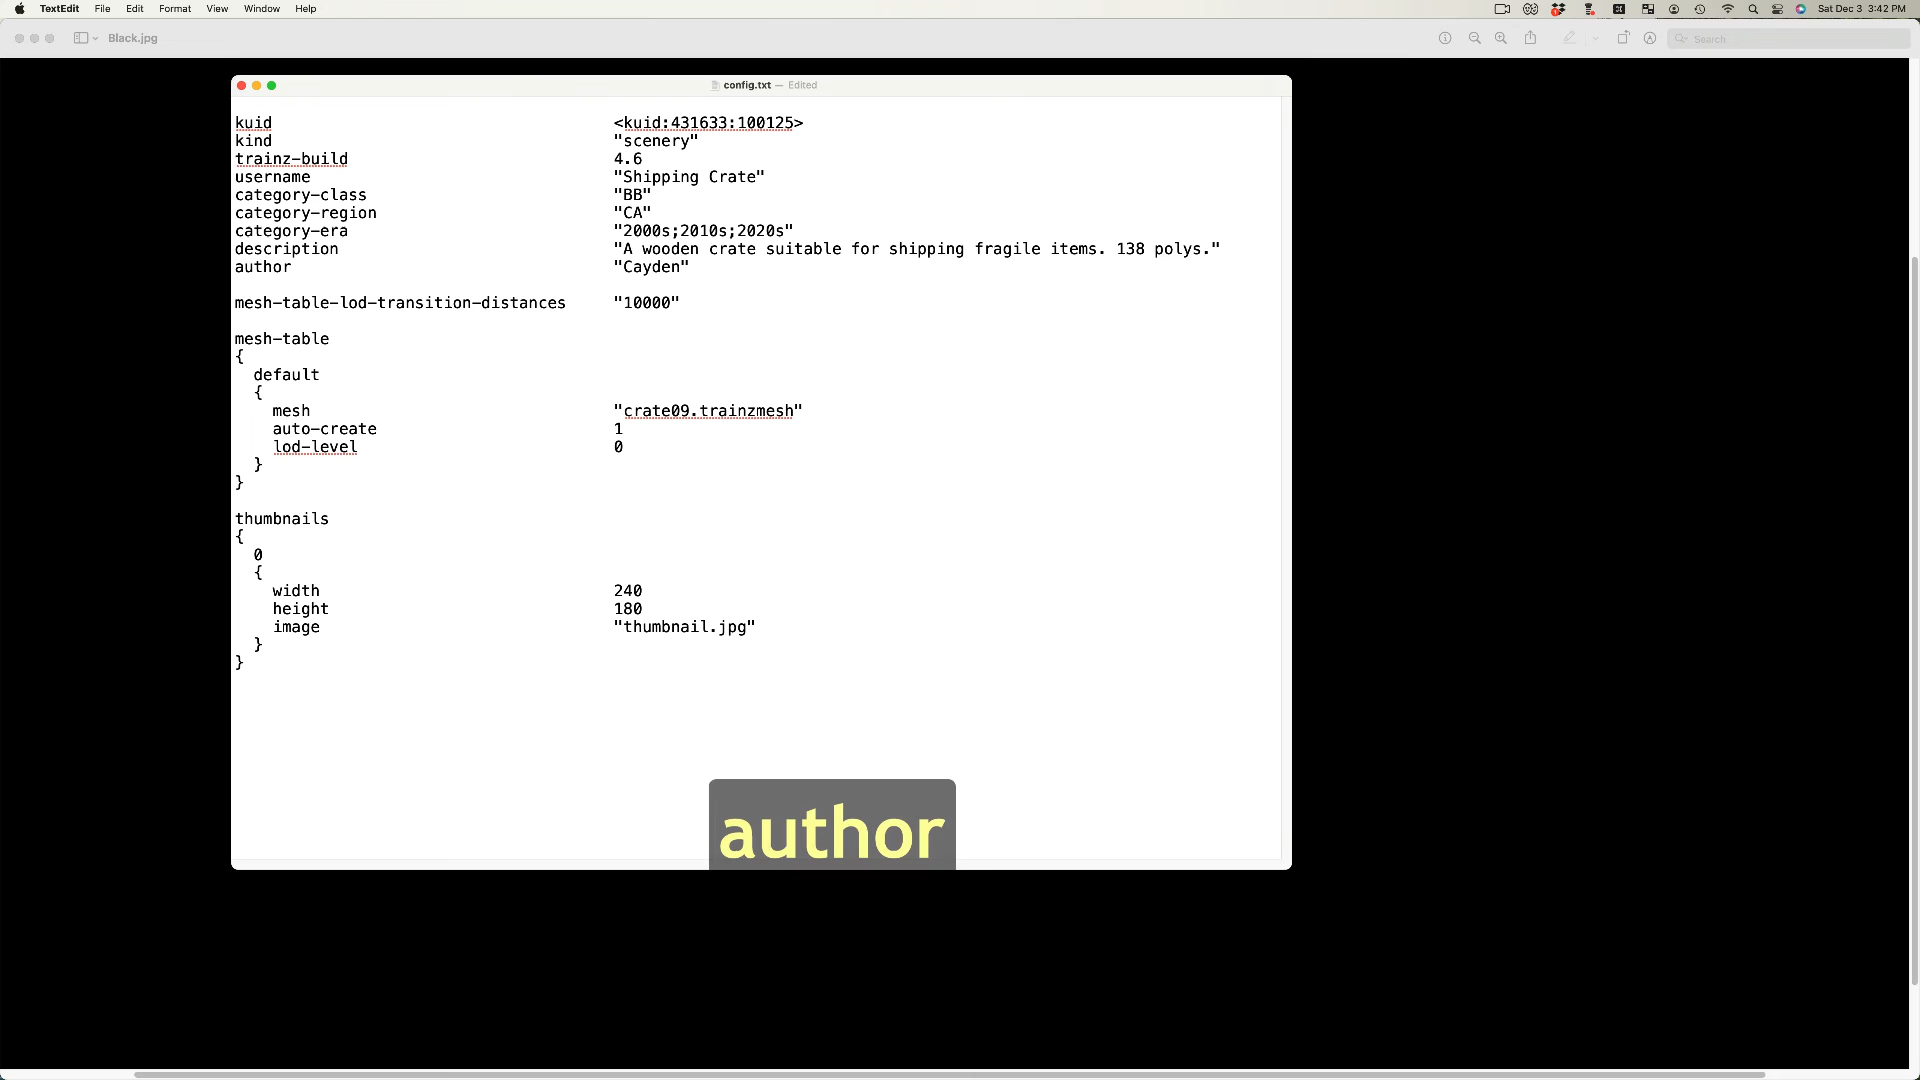 TextEdit File Edit Format View Window Help Sat Dec 3 3:42 PM
Black.jpg Search
config.txt — Edited
kuid <kuid:431633:100125>
kind "scenery"
trainz-build 4.6
username "Shipping Crate"
category-class "BB"
category-region "CA"
category-era "2000s;2010s;2020s"
description "A wooden crate suitable for shipping fragile items. 138 polys."
author "Cayden"
mesh-table-lod-transition-distances "10000"
mesh-table
{
default
{
mesh "crate09.trainzmesh"
auto-create 1
lod-level 0
}
}
thumbnails
{
0
{
width 240
height 180
image "thumbnail.jpg"
}
}
author